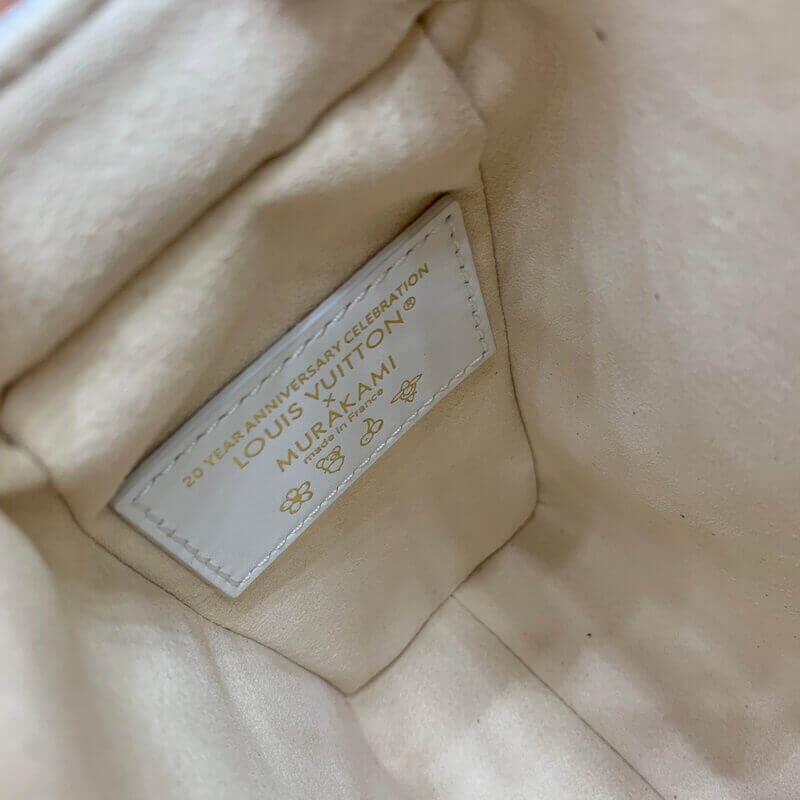 20 YEAR ANNIVERSARY CELEBRATION
LOUIS VUITTON®
×
MURAKAMI
made in France